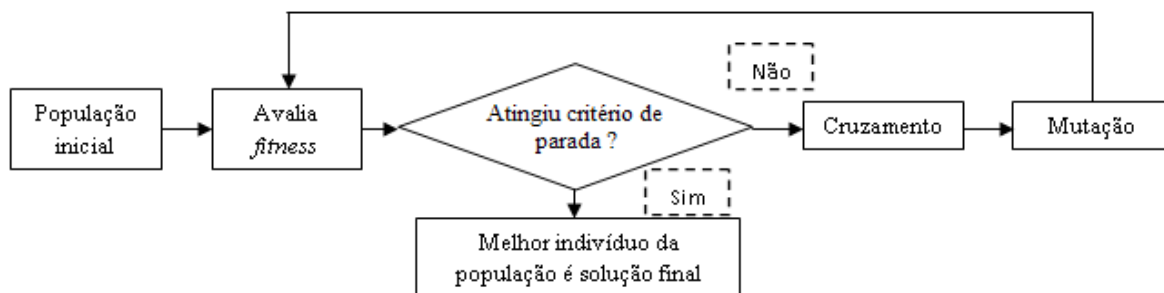 População
inicial
Avalia
fitness
Atingiu critério de
parada ?
Não
Cruzamento
Mutação
Sim
Melhor indivíduo da
população é solução final